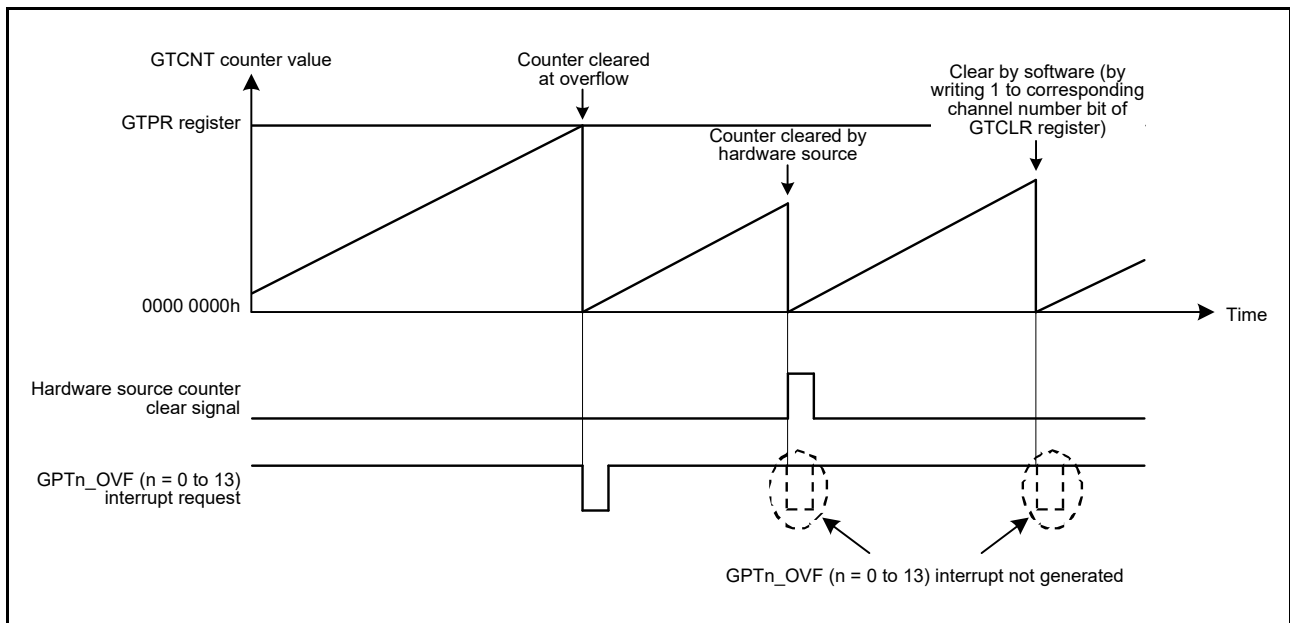 GTCNT counter value
Counter cleared
at overflow
Clear by software (by
writing 1 to corresponding
channel number bit of
GTCLR register)
GTPR register
Counter cleared by
hardware source
0000 0000h
Time
Hardware source counter
clear signal
GPTn_OVF (n = 0 to 13)
interrupt request
GPTn_OVF (n = 0 to 13) interrupt not generated